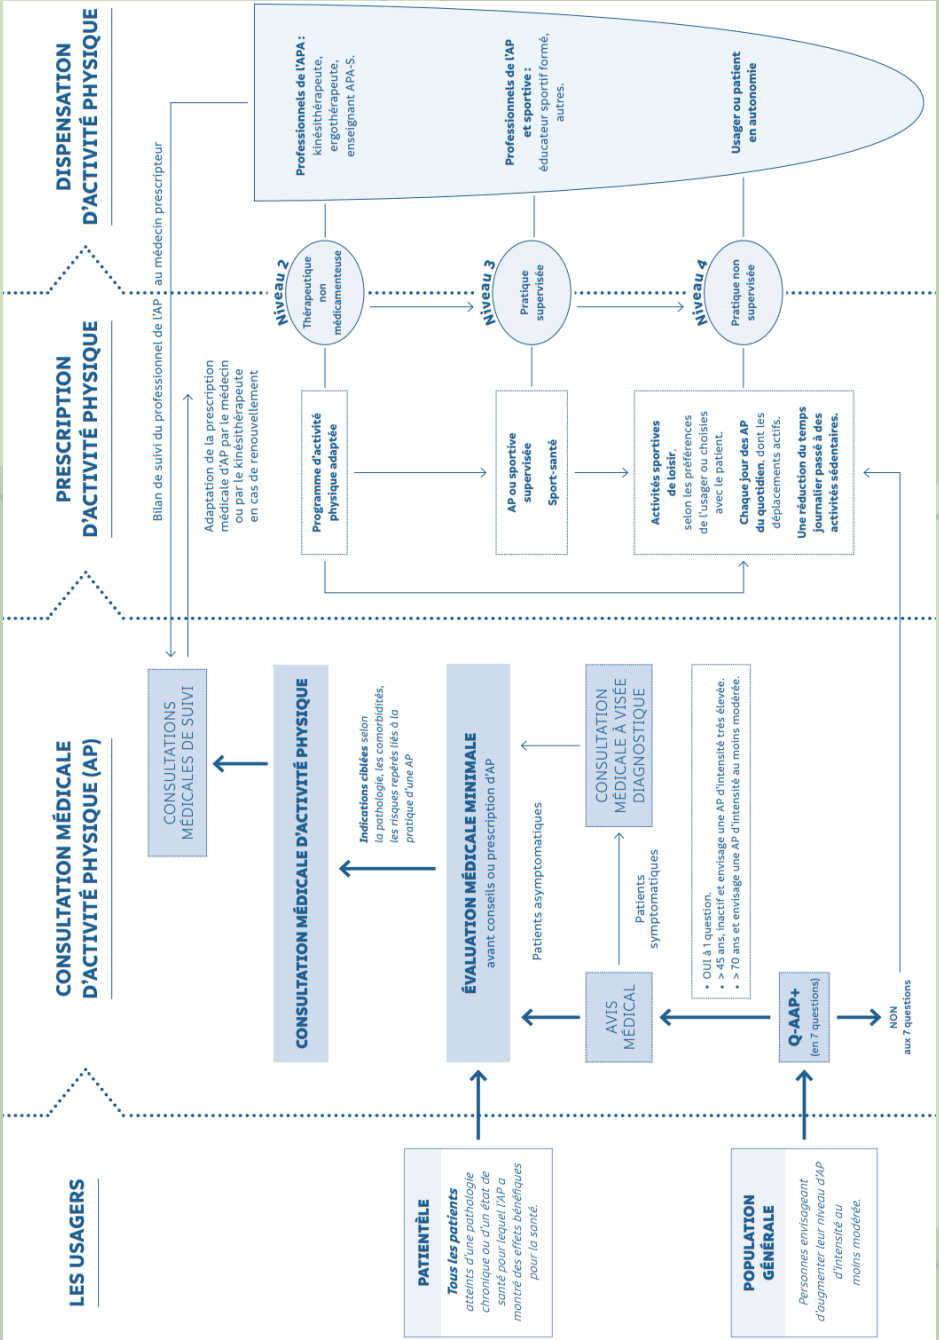 LES USAGERS
CONSULTATION MÉDICALE
D’ACTIVITÉ PHYSIQUE (AP)
PRESCRIPTION
D’ACTIVITÉ PHYSIQUE
DISPENSATION
D’ACTIVITÉ PHYSIQUE
PATIENTÈLE
Tous les patients
atteints d’une pathologie
chronique ou d’un état de
santé pour lequel l’AP a
montré des effets bénéfiques
pour la santé.
POPULATION
GÉNÉRALE
Personnes envisageant
d’augmenter leur niveau d’AP
d’intensité au
moins modérée.
CONSULTATIONS
MÉDICALES DE SUIVI
CONSULTATION MÉDICALE D’ACTIVITÉ PHYSIQUE
Indications ciblées selon
la pathologie, les comorbidités,
les risques repérés liés à la
pratique d’une AP
ÉVALUATION MÉDICALE MINIMALE
avant conseils ou prescription d’AP
Patients asymptomatiques
AVIS
MÉDICAL
Patients
symptomatiques
CONSULTATION
MÉDICALE À VISÉE
DIAGNOSTIQUE
• OUI à 1 question.
• > 45 ans, inactif et envisage une AP d’intensité très élevée.
• > 70 ans et envisage une AP d’intensité au moins modérée.
Q-AAP+
(en 7 questions)
NON
aux 7 questions
Bilan de suivi du professionnel de l’AP : au médecin prescripteur
Adaptation de la prescription
médicale d’AP par le médecin
ou par le kinésithérapeute
en cas de renouvellement
Programme d’activité
physique adaptée
AP ou sportive
supervisée
Sport-santé
Activités sportives
de loisir,
selon les préférences
de l’usager ou choisies
avec le patient.
Chaque jour des AP
du quotidien, dont les
déplacements actifs.
Une réduction du temps
journalier passé à des
activités sédentaires.
Niveau 2
Thérapeutique
non
médicamenteuse
Niveau 3
Pratique
supervisée
Niveau 4
Pratique non
supervisée
Professionnels de l’APA :
kinésithérapeute,
ergothérapeute,
enseignant APA-S.
Professionnels de l’AP
et sportive :
éducateur sportif formé,
autres.
Usager ou patient
en autonomie